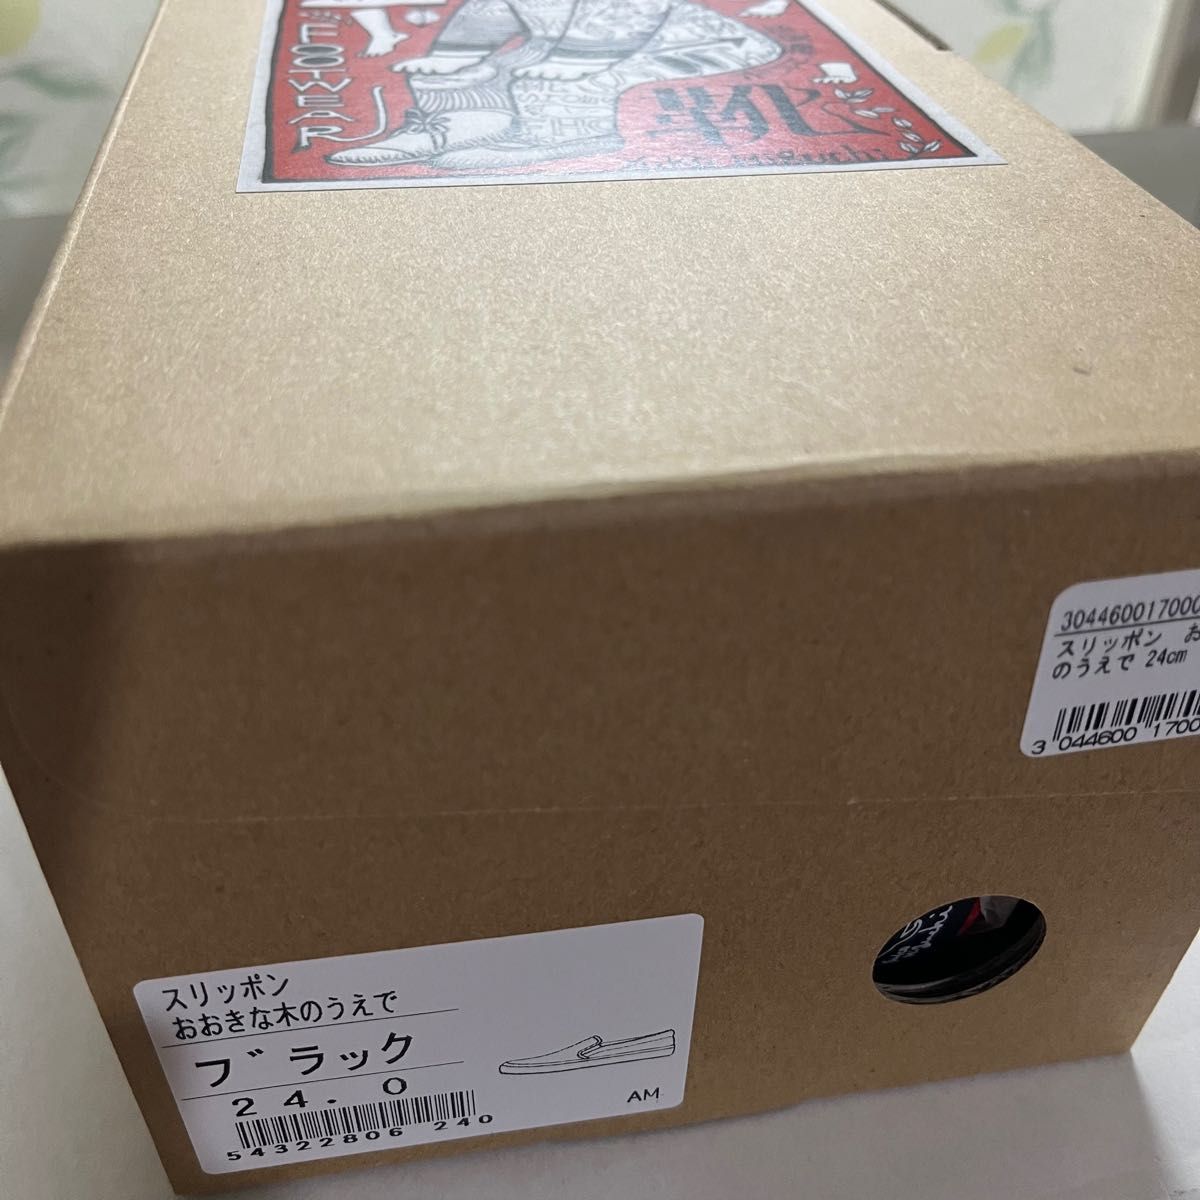 FOOTWEAR
靴
30446001700
スリッポン お
のうえで 24cm
3 044600 1700
スリッポン
おおきな木のうえで
ブラック
24.0
54322806 240
AM